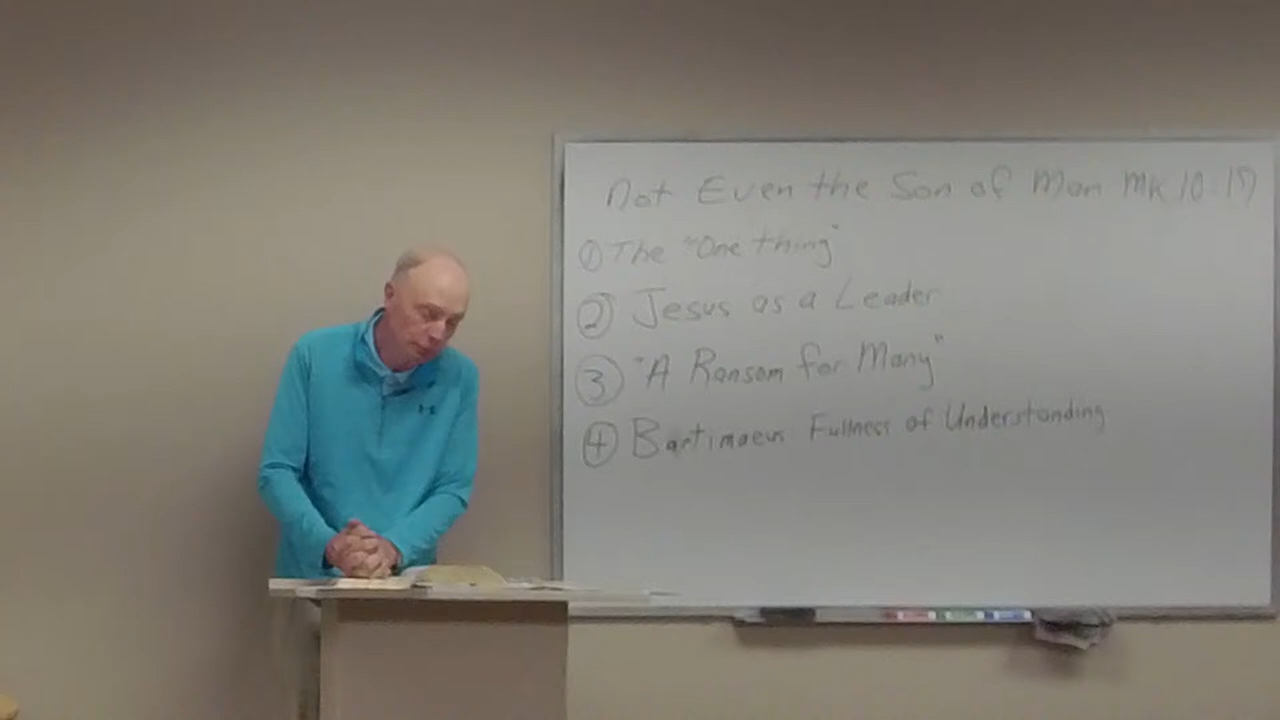 Not Even the Son of Man Mk 10:17
① The "One thing"
② Jesus as a Leader
③ "A Ransom for Many"
④ Bartimaeus Fullness of Understanding